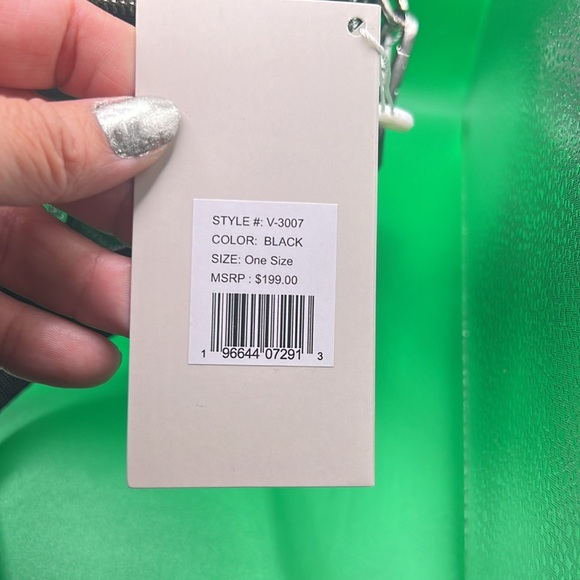 STYLE #: V-3007
COLOR: BLACK
SIZE: One Size
MSRP : $199.00
1 96644 07291 3